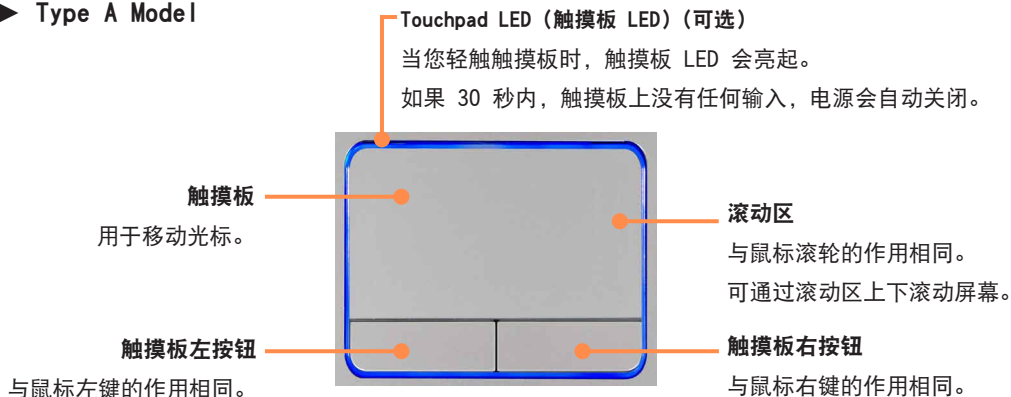 ▶ Type A Model
Touchpad LED (触摸板 LED) (可选)
当您轻触触摸板时, 触摸板 LED 会亮起。
如果 30 秒内, 触摸板上没有任何输入, 电源会自动关闭。
触摸板
用于移动光标。
滚动区
与鼠标滚轮的作用相同。
可通过滚动区上下滚动屏幕。
触摸板左按钮
与鼠标左键的作用相同。
触摸板右按钮
与鼠标右键的作用相同。